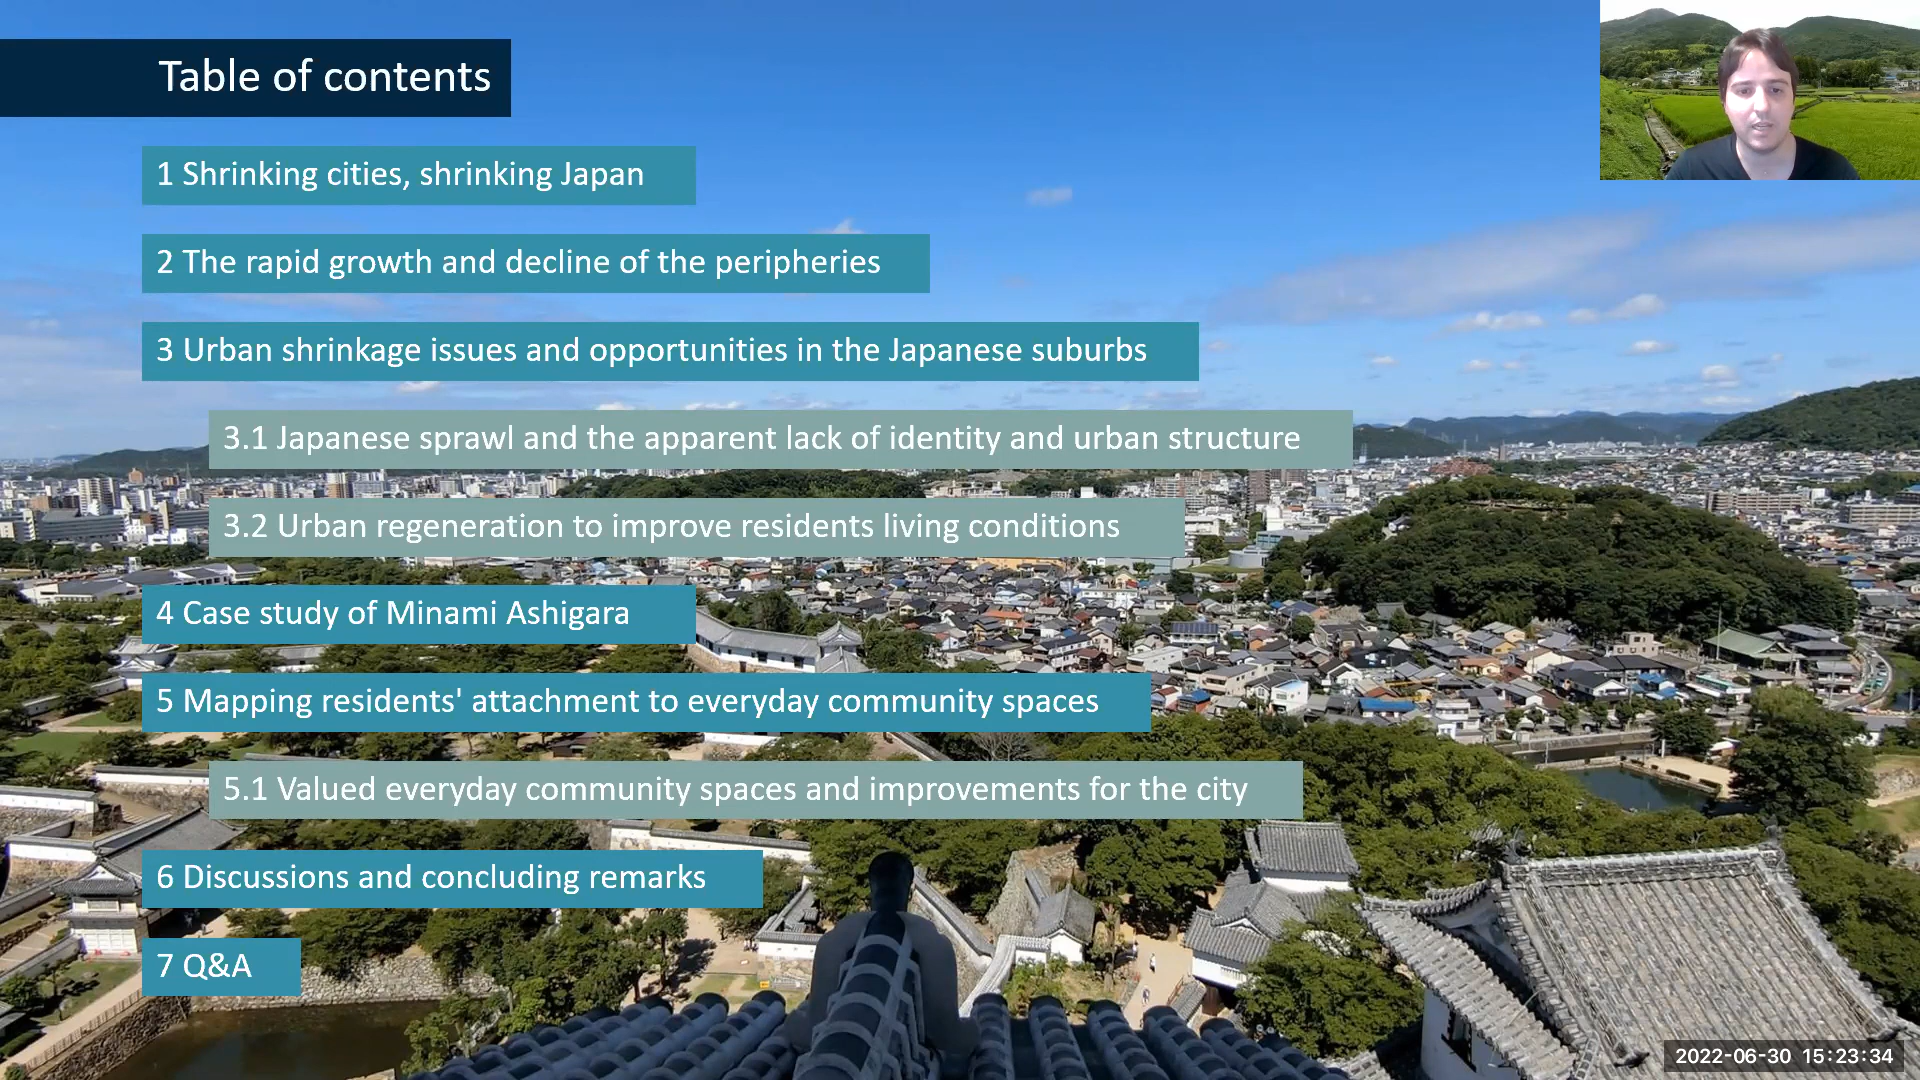 Table of contents
1 Shrinking cities, shrinking Japan
2 The rapid growth and decline of the peripheries
3 Urban shrinkage issues and opportunities in the Japanese suburbs
3.1 Japanese sprawl and the apparent lack of identity and urban structure
3.2 Urban regeneration to improve residents living conditions
4 Case study of Minami Ashigara
5 Mapping residents' attachment to everyday community spaces
5.1 Valued everyday community spaces and improvements for the city
6 Discussions and concluding remarks
7 Q&A
2022-06-30 15:23:34